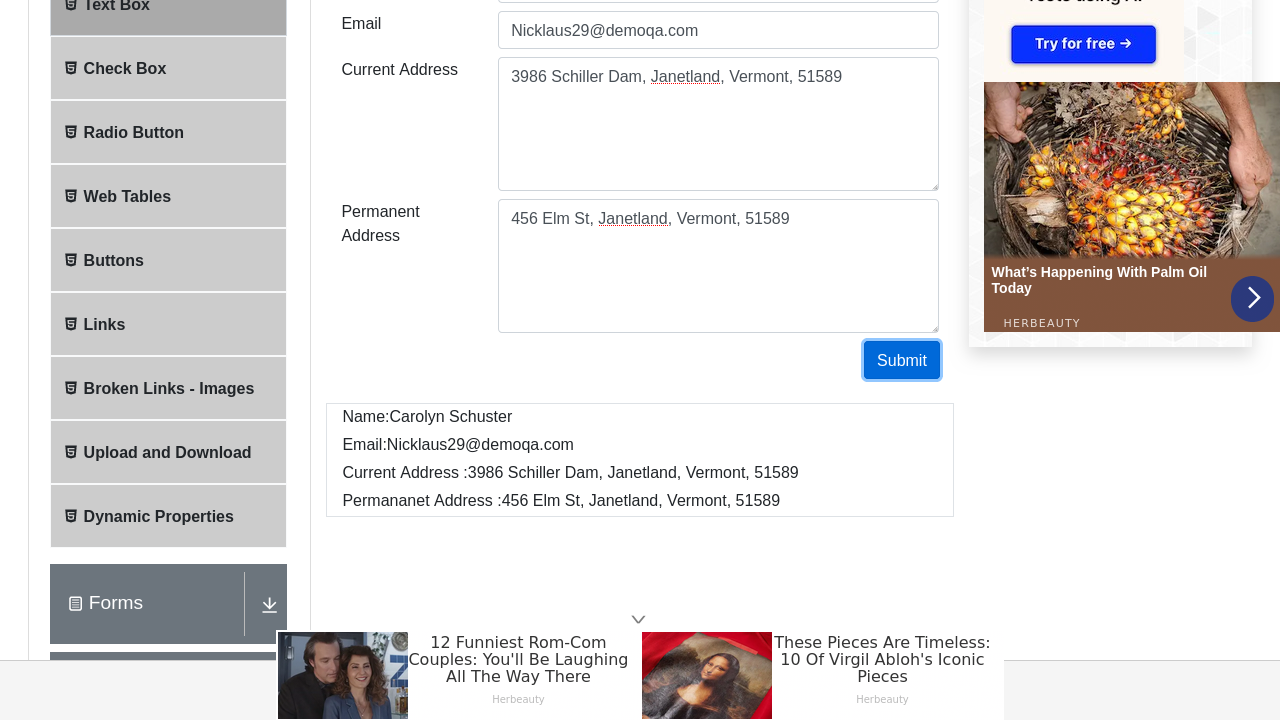 Text Box
Check Box
Radio Button
Web Tables
Buttons
Links
Broken Links - Images
Upload and Download
Dynamic Properties
Forms
Email
Nicklaus29@demoqa.com
Current Address
3986 Schiller Dam, Janetland, Vermont, 51589
Permanent
Address
456 Elm St, Janetland, Vermont, 51589
Submit
Name:Carolyn Schuster
Email:Nicklaus29@demoqa.com
Current Address :3986 Schiller Dam, Janetland, Vermont, 51589
Permananet Address :456 Elm St, Janetland, Vermont, 51589
Try for free →
What's Happening With Palm Oil
Today
HERBEAUTY
12 Funniest Rom-Com
Couples: You'll Be Laughing
All The Way There
Herbeauty
These Pieces Are Timeless:
10 Of Virgil Abloh's Iconic
Pieces
Herbeauty